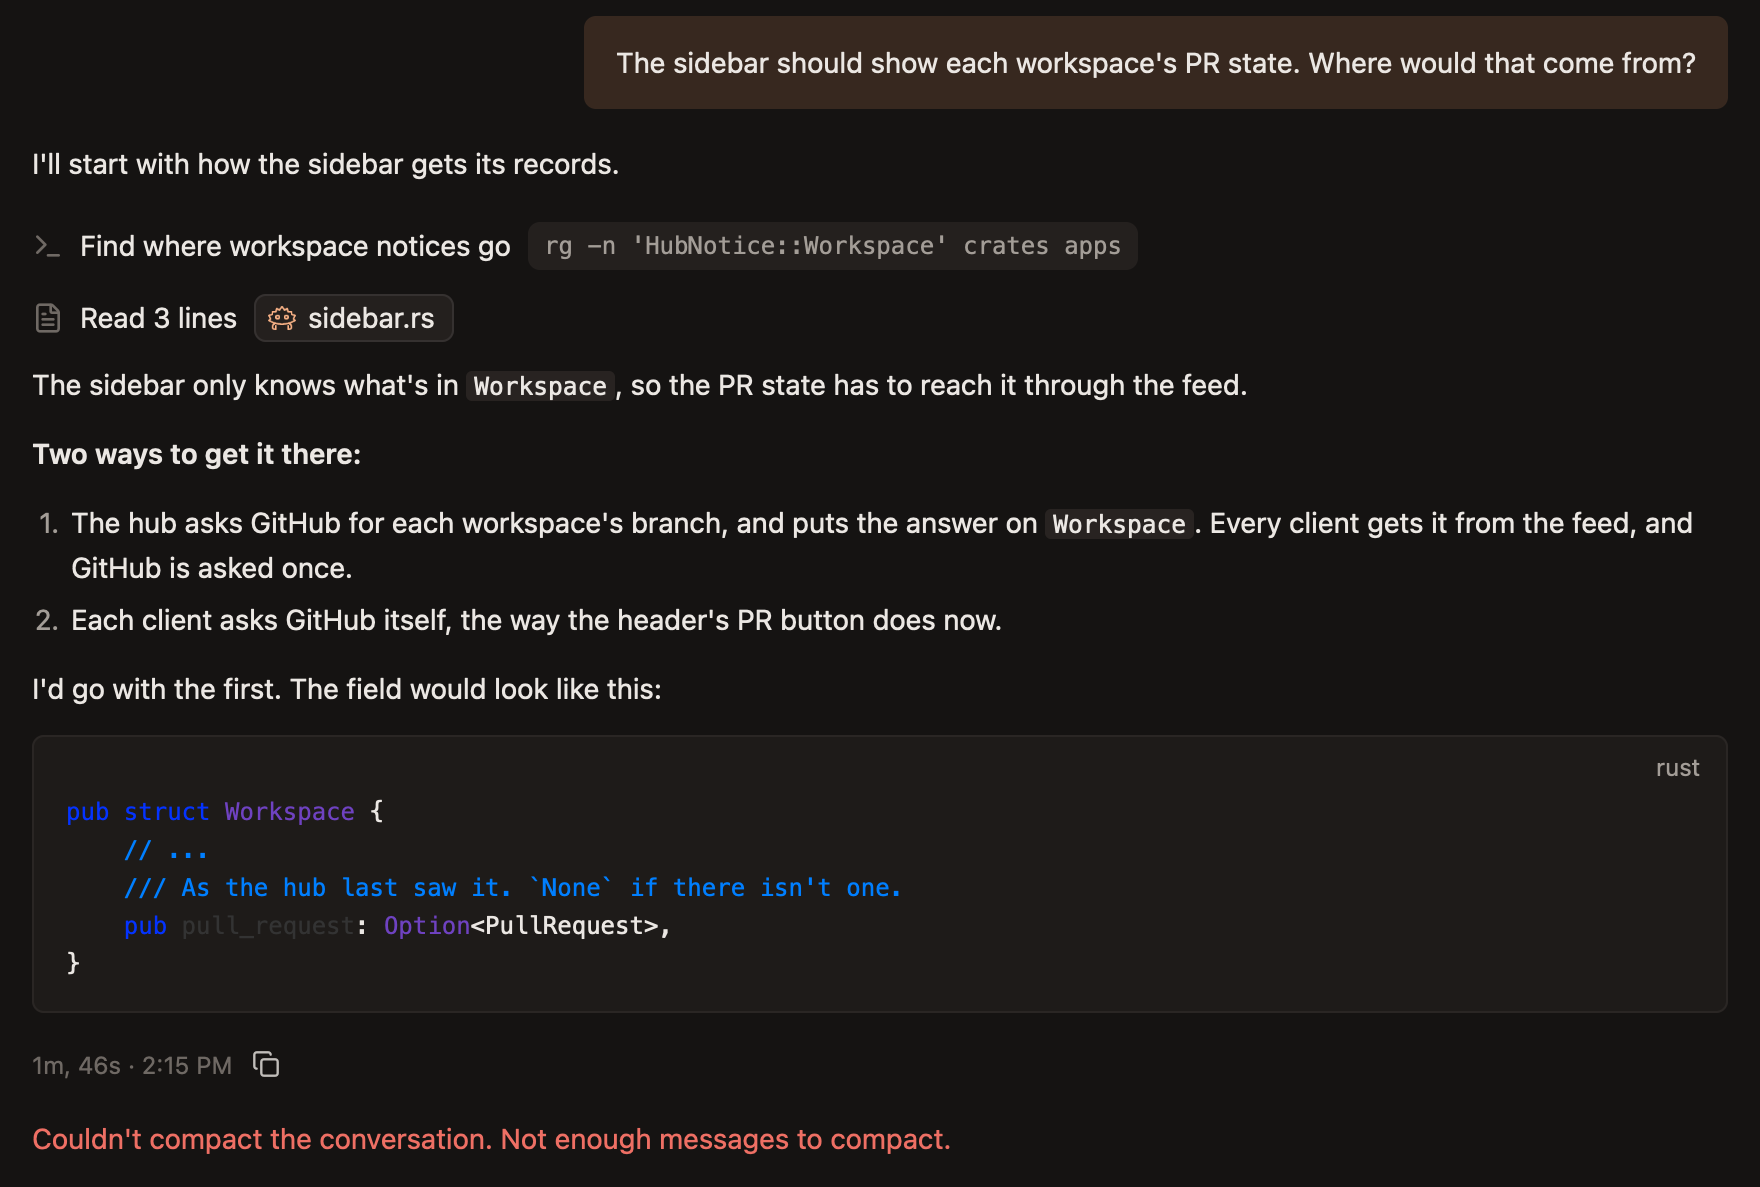 The sidebar should show each workspace's PR state. Where would that come from?
I'll start with how the sidebar gets its records.
Find where workspace notices go rg -n 'HubNotice::Workspace' crates apps
Read 3 lines sidebar.rs
The sidebar only knows what's in Workspace, so the PR state has to reach it through the feed.
Two ways to get it there:
1. The hub asks GitHub for each workspace's branch, and puts the answer on Workspace. Every client gets it from the feed, and
GitHub is asked once.
2. Each client asks GitHub itself, the way the header's PR button does now.
I'd go with the first. The field would look like this:
rust
pub struct Workspace {
    // ...
    /// As the hub last saw it. `None` if there isn't one.
    pub pull_request: Option<PullRequest>,
}
1m, 46s · 2:15 PM
Couldn't compact the conversation. Not enough messages to compact.